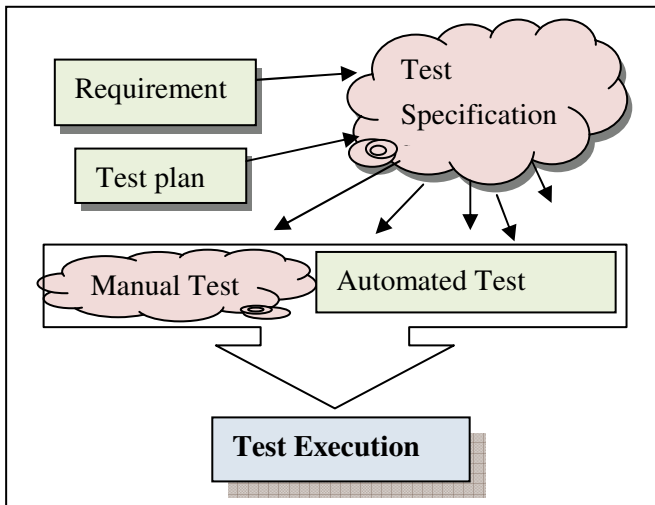 Requirement
Test
Specification
Test plan
Manual Test
Automated Test
Test Execution